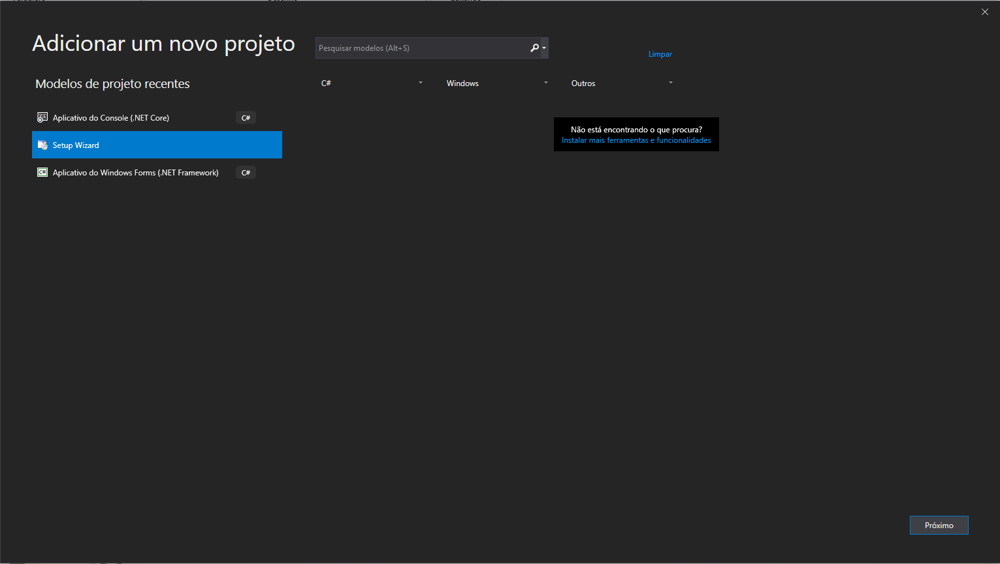 Adicionar um novo projeto
Pesquisar modelos (Alt+S)
Limpar
Modelos de projeto recentes
C#
Windows
Outros
Aplicativo do Console (.NET Core)
C#
Setup Wizard
Aplicativo do Windows Forms (.NET Framework)
C#
Não está encontrando o que procura?
Instalar mais ferramentas e funcionalidades
Próximo